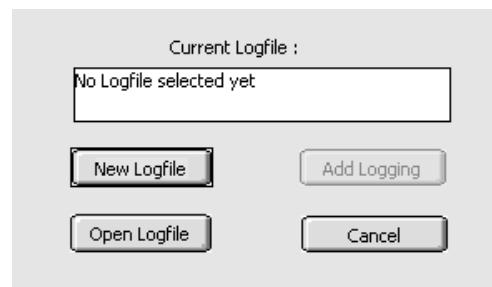 Current Logfile :
No Logfile selected yet
New Logfile
Add Logging
Open Logfile
Cancel